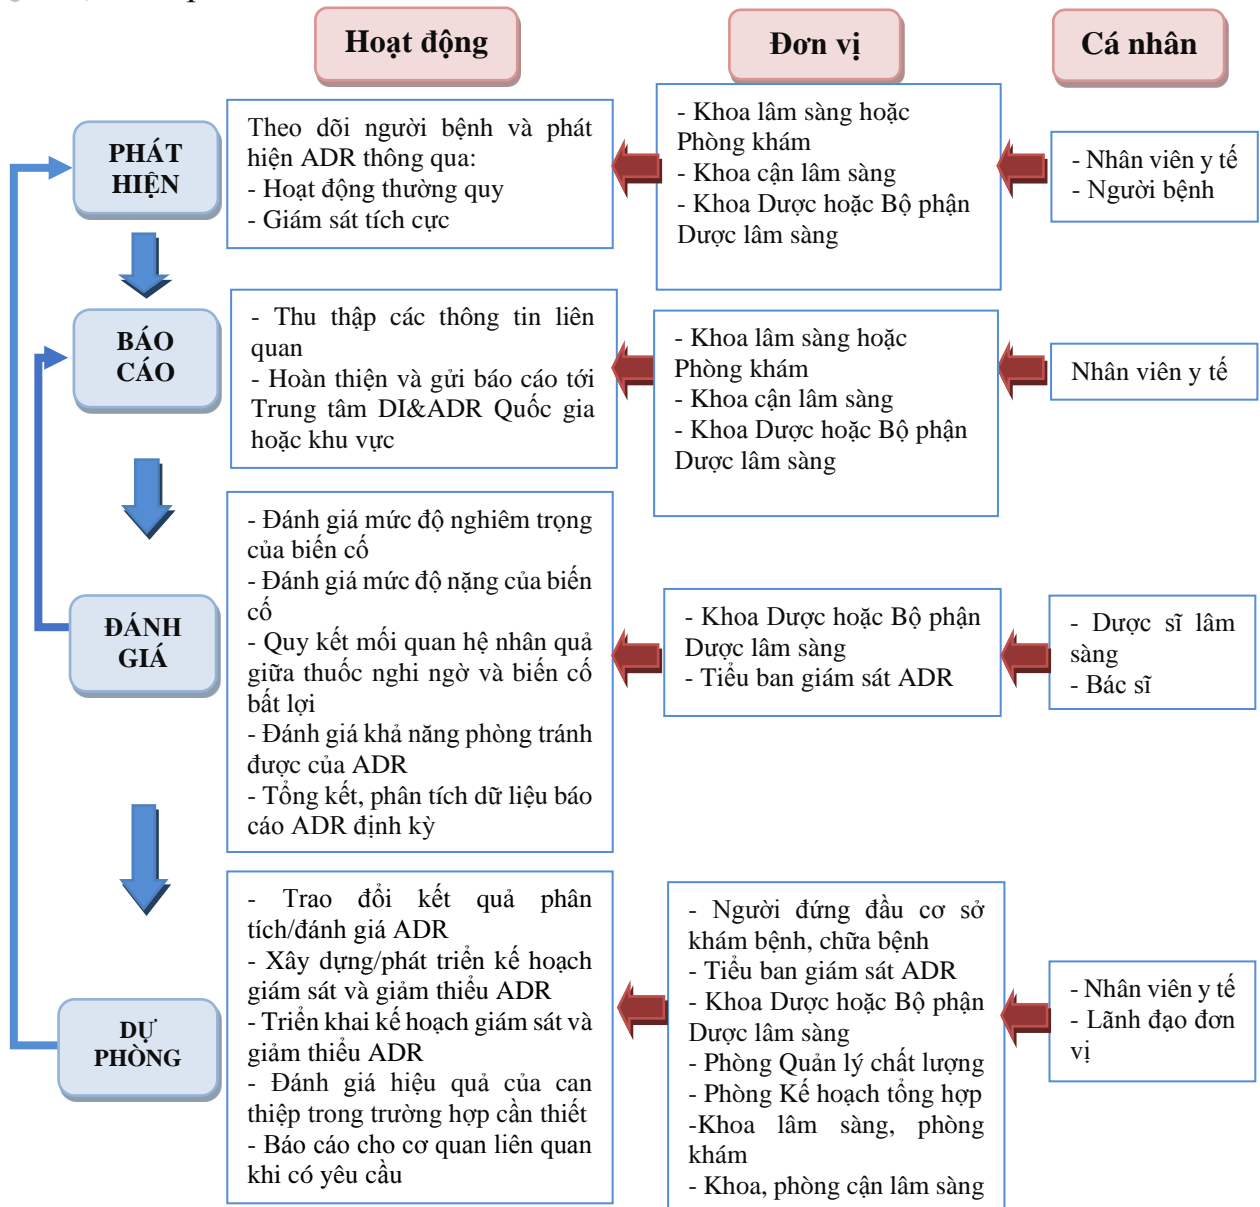 Hoạt động
Đơn vị
Cá nhân
PHÁT
HIỆN
Theo dõi người bệnh và phát
hiện ADR thông qua:
- Hoạt động thường quy
- Giám sát tích cực
- Khoa lâm sàng hoặc
Phòng khám
- Khoa cận lâm sàng
- Khoa Dược hoặc Bộ phận
Dược lâm sàng
- Nhân viên y tế
- Người bệnh
BÁO
CÁO
- Thu thập các thông tin liên
quan
- Hoàn thiện và gửi báo cáo tới
Trung tâm DI&ADR Quốc gia
hoặc khu vực
- Khoa lâm sàng hoặc
Phòng khám
- Khoa cận lâm sàng
- Khoa Dược hoặc Bộ phận
Dược lâm sàng
Nhân viên y tế
ĐÁNH
GIÁ
- Đánh giá mức độ nghiêm trọng
của biến cố
- Đánh giá mức độ nặng của biến
cố
- Quy kết mối quan hệ nhân quả
giữa thuốc nghi ngờ và biến cố
bất lợi
- Đánh giá khả năng phòng tránh
được của ADR
- Tổng kết, phân tích dữ liệu báo
cáo ADR định kỳ
- Khoa Dược hoặc Bộ phận
Dược lâm sàng
- Tiểu ban giám sát ADR
- Dược sĩ lâm
sàng
- Bác sĩ
DỰ
PHÒNG
- Trao đổi kết quả phân
tích/đánh giá ADR
- Xây dựng/phát triển kế hoạch
giám sát và giảm thiểu ADR
- Triển khai kế hoạch giám sát và
giảm thiểu ADR
- Đánh giá hiệu quả của can
thiệp trong trường hợp cần thiết
- Báo cáo cho cơ quan liên quan
khi có yêu cầu
- Người đứng đầu cơ sở
khám bệnh, chữa bệnh
- Tiểu ban giám sát ADR
- Khoa Dược hoặc Bộ phận
Dược lâm sàng
- Phòng Quản lý chất lượng
- Phòng Kế hoạch tổng hợp
-Khoa lâm sàng, phòng
khám
- Khoa, phòng cận lâm sàng
- Nhân viên y tế
- Lãnh đạo đơn
vị